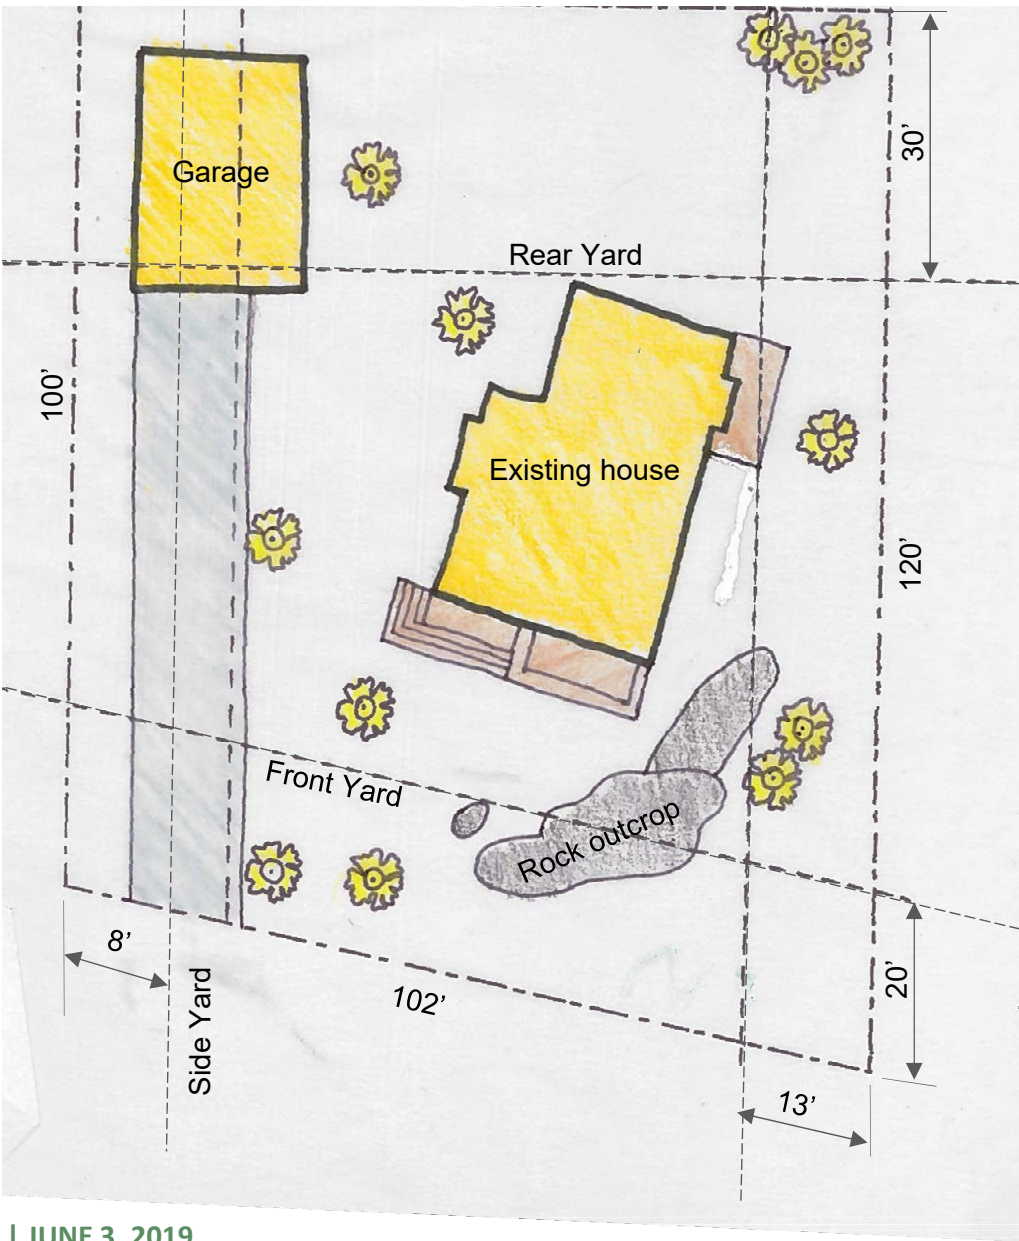 30’
Garage
Rear Yard
100’
Existing house
120’
Front Yard
Rock outcrop
8’
102’
20’
Side Yard
13’
| JUNE 3, 2019